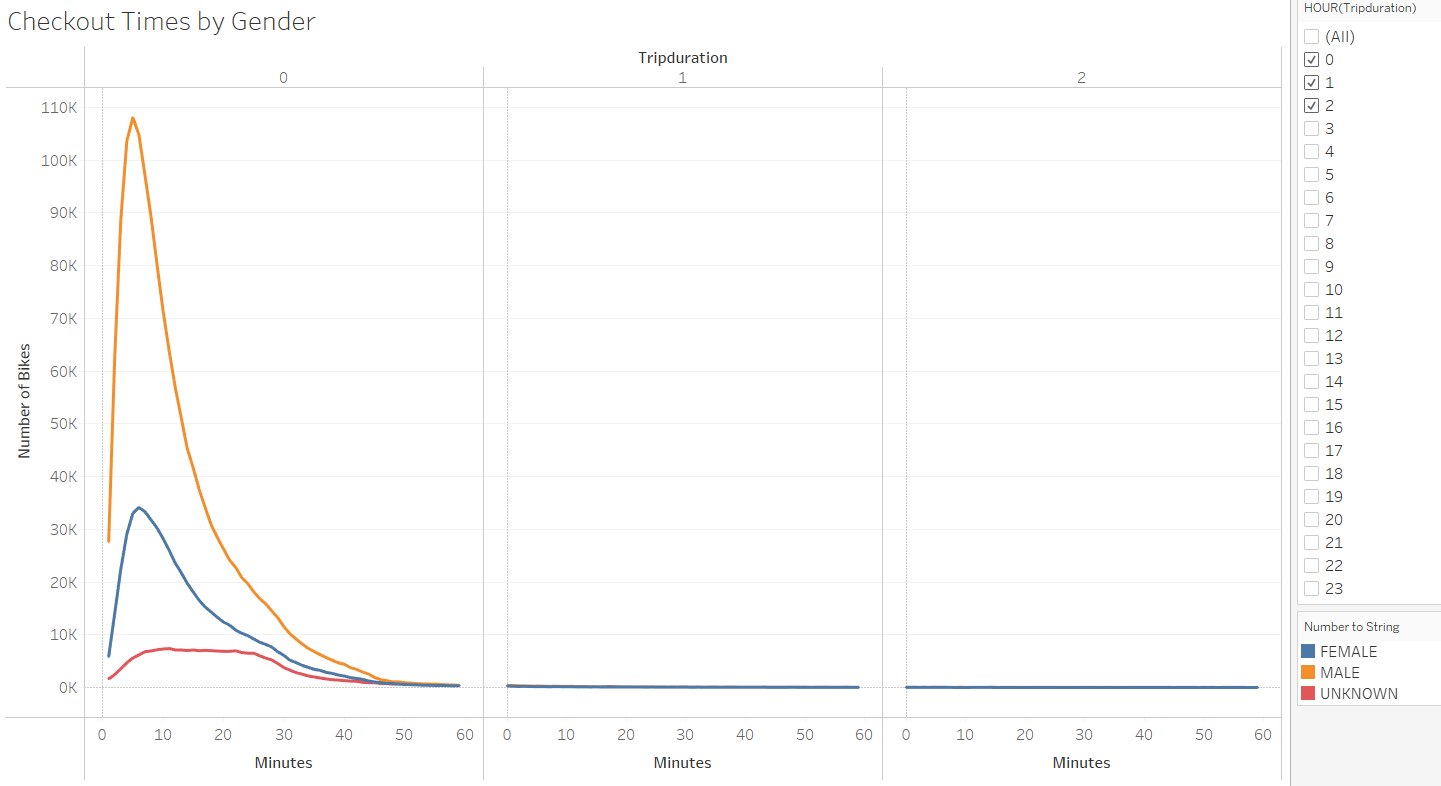 Checkout Times by Gender
Tripduration
0 1 2
110K
100K
90K
80K
70K
60K
50K
40K
30K
20K
10K
0K
Number of Bikes
0 10 20 30 40 50 60 0 10 20 30 40 50 60 0 10 20 30 40 50 60
Minutes Minutes Minutes
HOUR(Tripduration)
(All)
0
1
2
3
4
5
6
7
8
9
10
11
12
13
14
15
16
17
18
19
20
21
22
23
Number to String
FEMALE
MALE
UNKNOWN